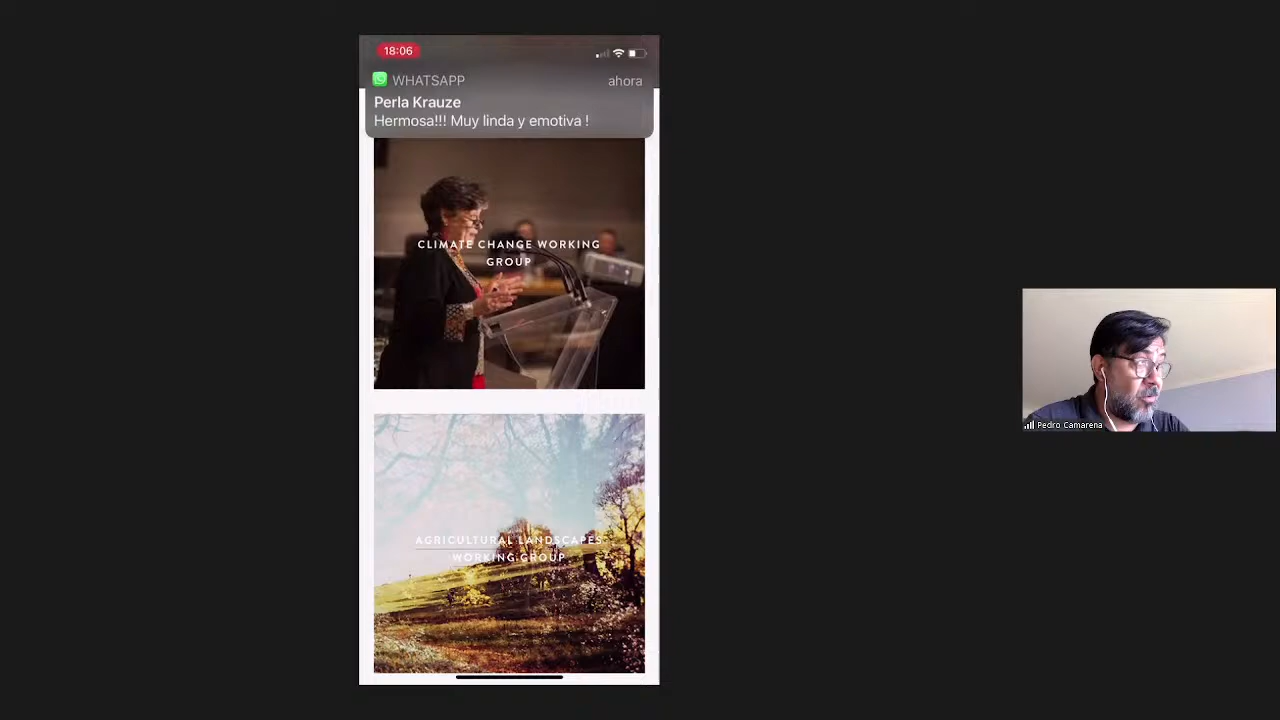 18:06
WHATSAPP
ahora
Perla Krauze
Hermosa!!! Muy linda y emotiva !
CLIMATE CHANGE WORKING
GROUP
AGRICULTURAL LANDSCAPES
WORKING GROUP
Pedro Camarena